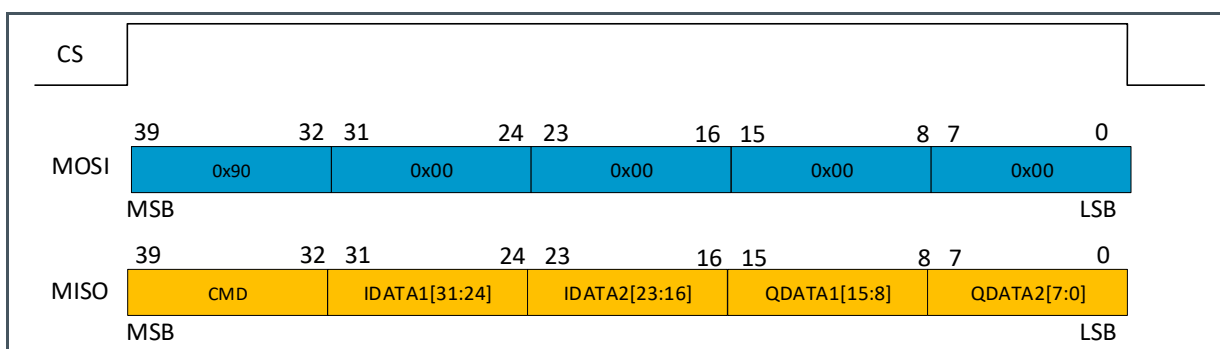 CS
39 32 31 24 23 16 15 8 7 0
MOSI 0x90 0x00 0x00 0x00 0x00
MSB LSB
39 32 31 24 23 16 15 8 7 0
MISO CMD IDATA1[31:24] IDATA2[23:16] QDATA1[15:8] QDATA2[7:0]
MSB LSB